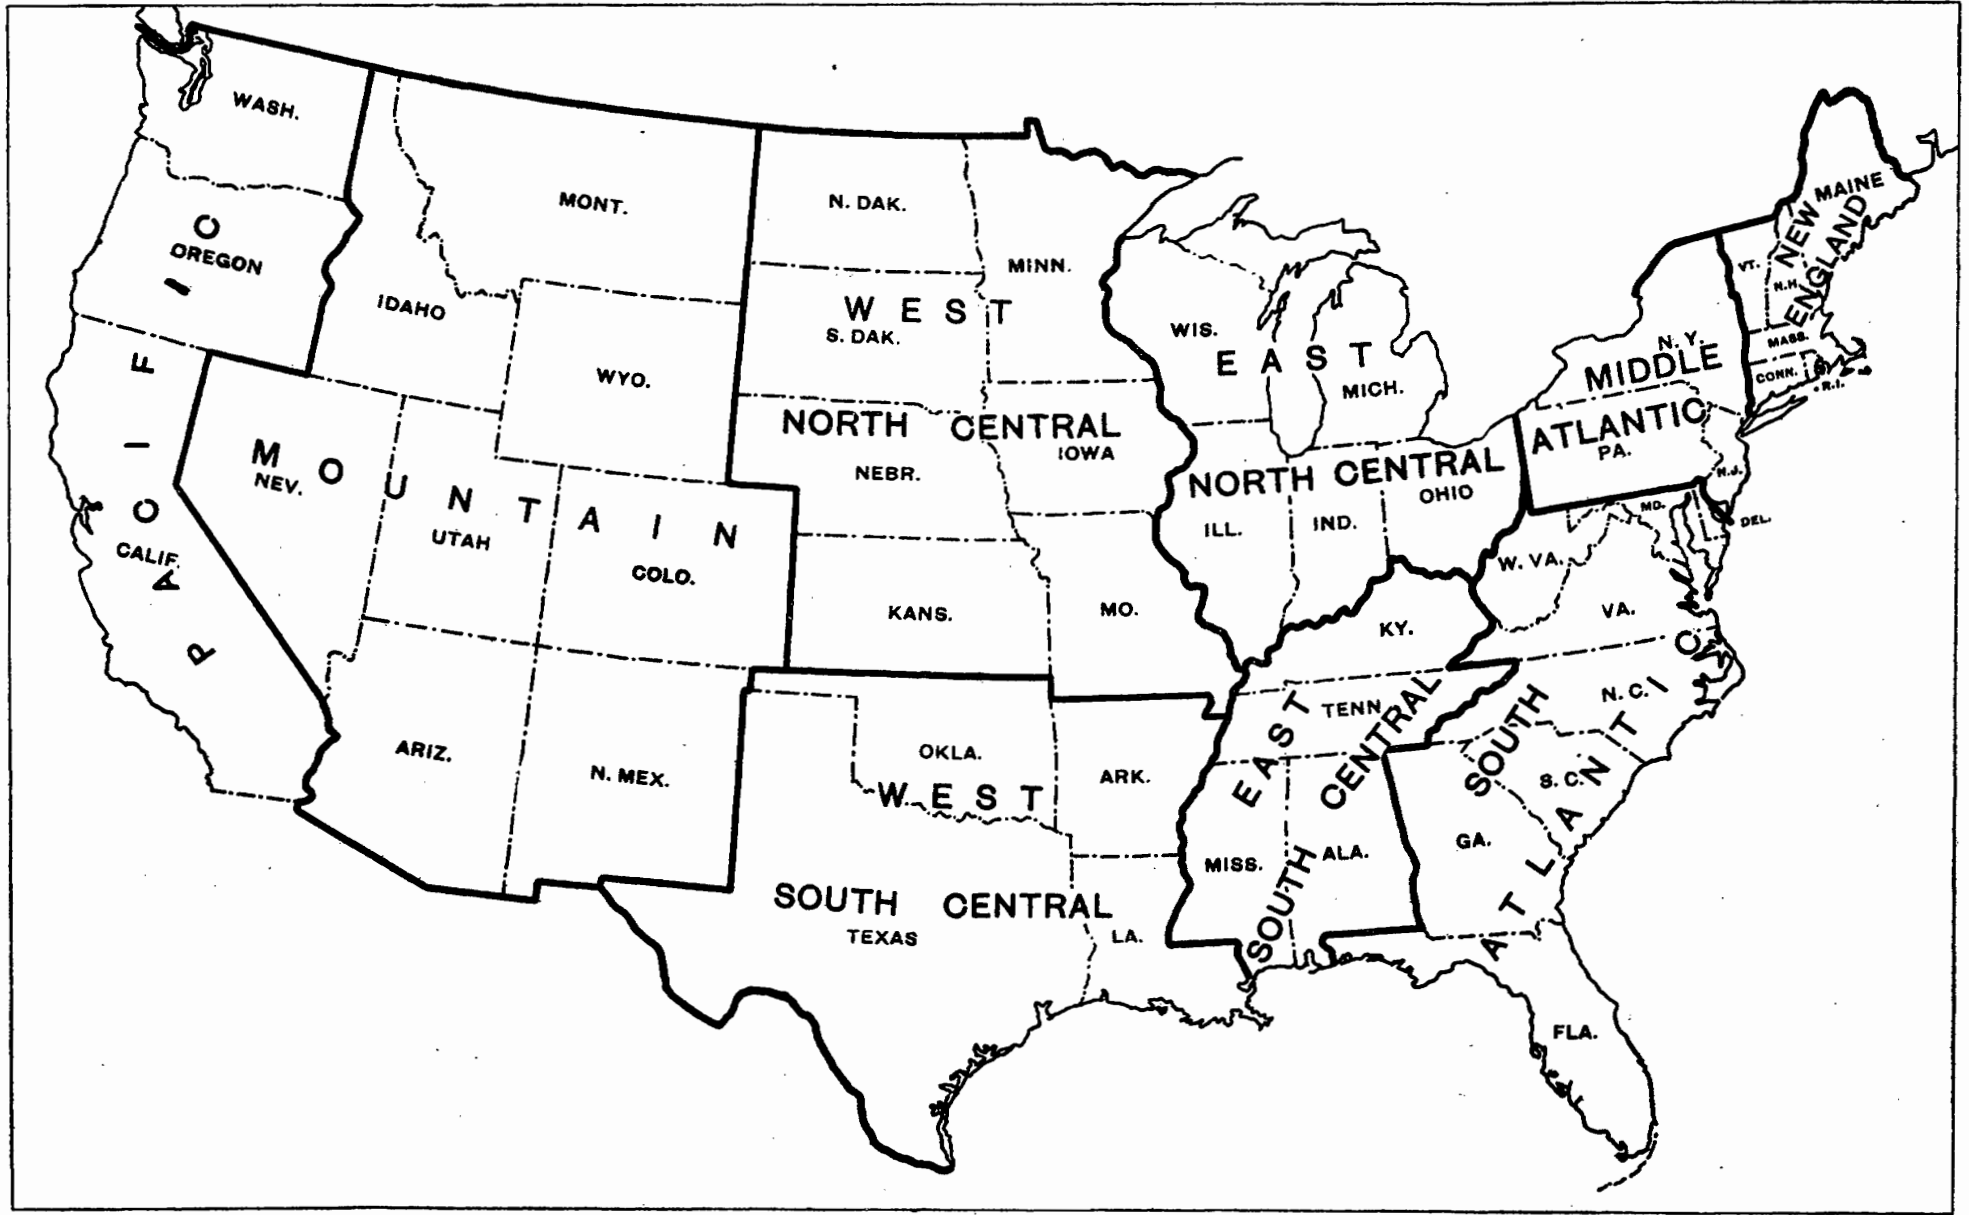 WASH.
OREGON
CALIF.
PACIFIC
IDAHO
MONT.
WYO.
NEV.
UTAH
COLO.
ARIZ.
N. MEX.
MOUNTAIN
N. DAK.
S. DAK.
MINN.
NEBR.
IOWA
KANS.
MO.
WEST
NORTH CENTRAL
WIS.
MICH.
ILL.
IND.
OHIO
EAST
NORTH CENTRAL
OKLA.
ARK.
TEXAS
LA.
WEST
SOUTH CENTRAL
KY.
TENN.
MISS.
ALA.
EAST
SOUTH CENTRAL
MD.
DEL.
W. VA.
VA.
N. C.
S. C.
GA.
FLA.
SOUTH
ATLANTIC
N. Y.
PA.
N.J.
MIDDLE
ATLANTIC
MAINE
VT.
N.H.
MASS.
CONN.
R.I.
NEW
ENGLAND